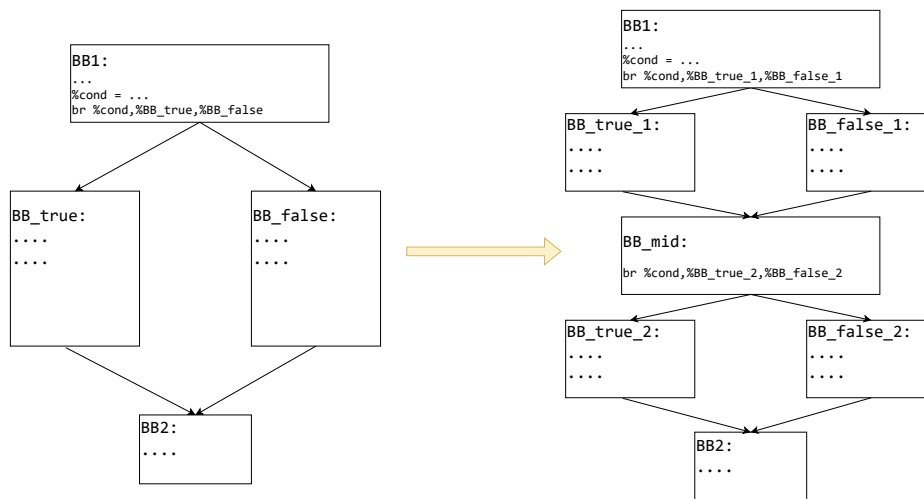 BB1:
...
%cond = ...
br %cond,%BB_true,%BB_false
BB_true:
....
....
BB_false:
....
....
BB2:
....
BB1:
...
%cond = ...
br %cond,%BB_true_1,%BB_false_1
BB_true_1:
....
....
BB_false_1:
....
....
BB_mid:
br %cond,%BB_true_2,%BB_false_2
BB_true_2:
....
....
BB_false_2:
....
....
BB2:
....